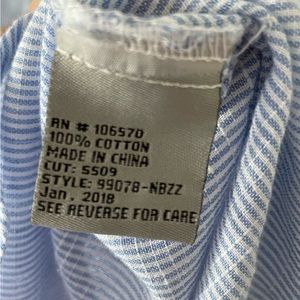 RN # 106570
100% COTTON
MADE IN CHINA
CUT: 5509
STYLE: 99078-NBZZ
Jan. 2018
SEE REVERSE FOR CARE